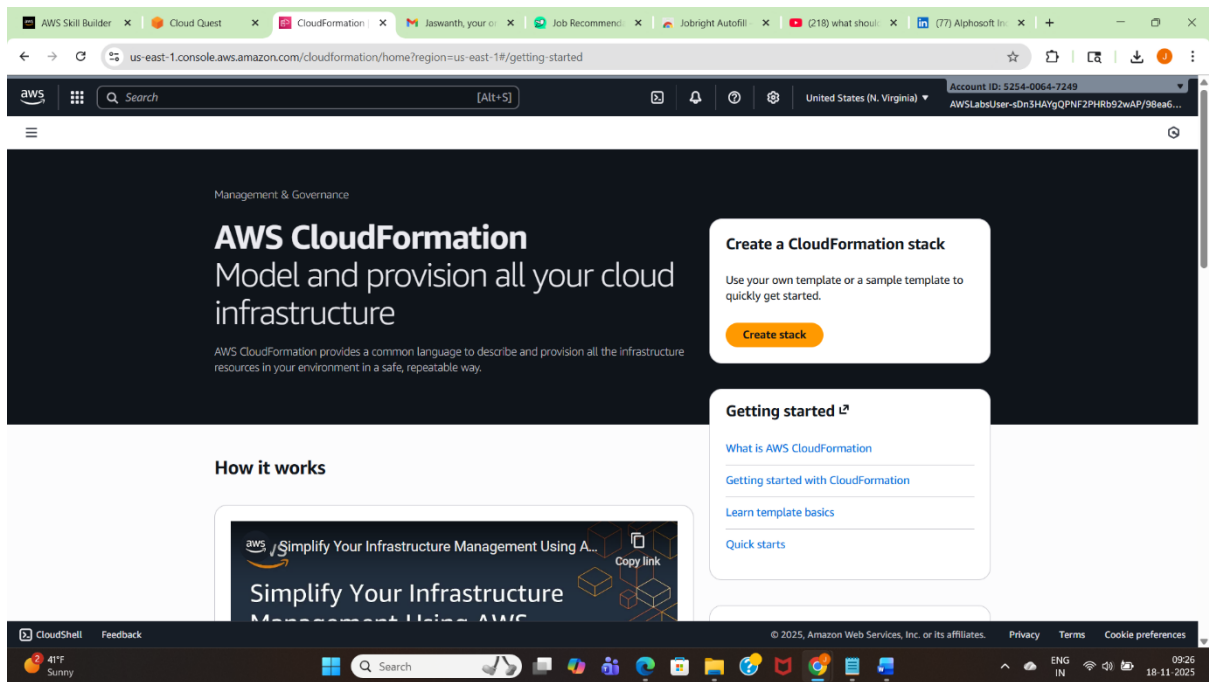 AWS Skill Builder
Cloud Quest
CloudFormation
Jaswanth, your or
Job Recommend
Jobright Autofill
(218) what shoul
(77) Alphosoft In
us-east-1.console.aws.amazon.com/cloudformation/home?region=us-east-1#/getting-started
aws
Search
[Alt+S]
United States (N. Virginia)
Account ID: 5254-0064-7249
AWSLabsUser-sDn3HAYgQPNF2PHRb92wAP/98ea6...
Management & Governance
AWS CloudFormation
Model and provision all your cloud
infrastructure
AWS CloudFormation provides a common language to describe and provision all the infrastructure
resources in your environment in a safe, repeatable way.
Create a CloudFormation stack
Use your own template or a sample template to
quickly get started.
Create stack
Getting started
What is AWS CloudFormation
Getting started with CloudFormation
Learn template basics
Quick starts
How it works
aws
Simplify Your Infrastructure Management Using A...
Copy link
Simplify Your Infrastructure
Management Using AWS
CloudShell
Feedback
© 2025, Amazon Web Services, Inc. or its affiliates.
Privacy
Terms
Cookie preferences
2
41°F
Sunny
Search
ENG
IN
09:26
18-11-2025